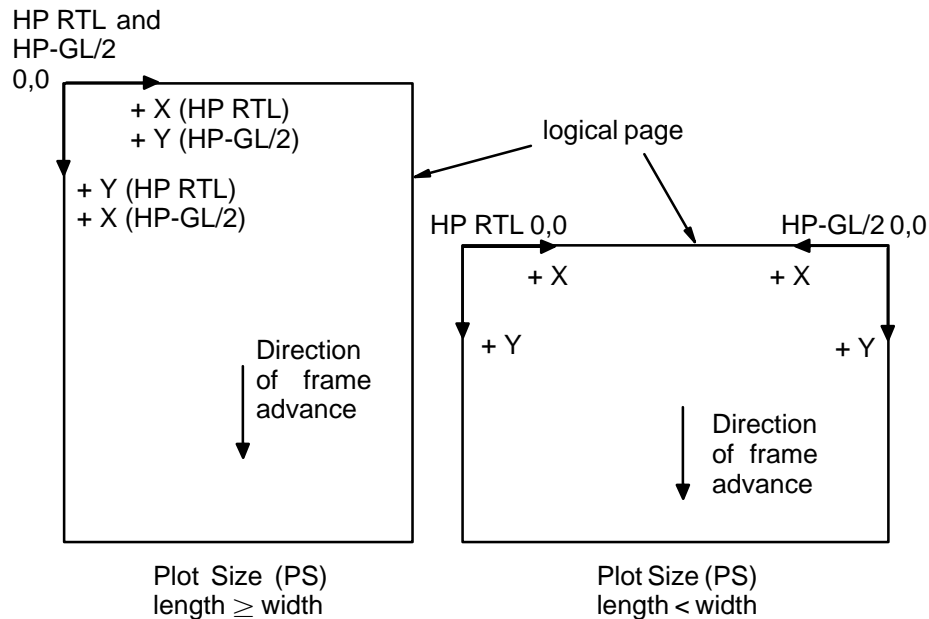 HP RTL and
HP-GL/2
0,0
+ X (HP RTL)
+ Y (HP-GL/2)
+ Y (HP RTL)
+ X (HP-GL/2)
Direction
of frame
advance
Plot Size (PS)
length ≥ width
logical page
HP RTL 0,0
HP-GL/2 0,0
+ X
+ X
+ Y
+ Y
Direction
of frame
advance
Plot Size (PS)
length < width